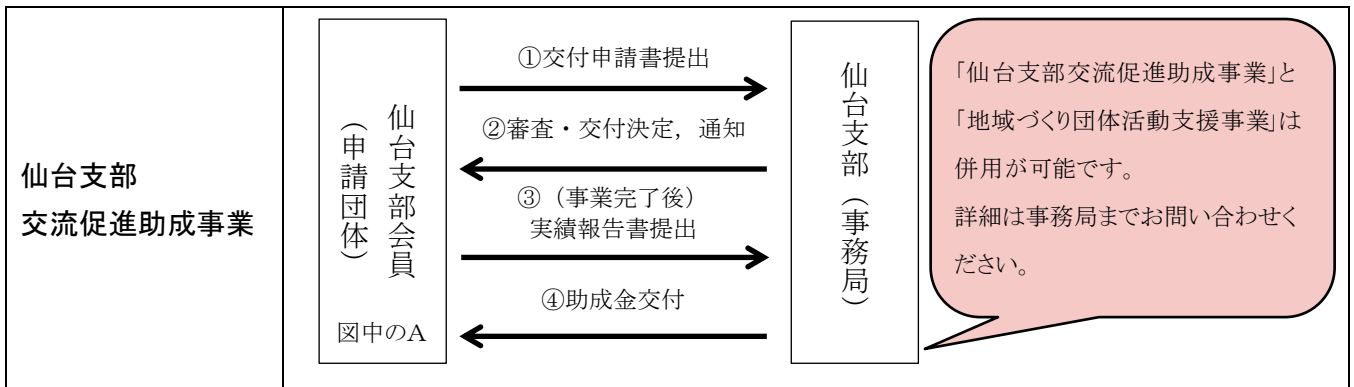 仙台支部
交流促進助成事業
仙台支部会員
(申請団体)
図中のA
①交付申請書提出
②審査・交付決定，通知
③（事業完了後）
実績報告書提出
④助成金交付
仙台支部（事務局）
「仙台支部交流促進助成事業」と
「地域づくり団体活動支援事業」は
併用が可能です。
詳細は事務局までお問い合わせく
ださい。